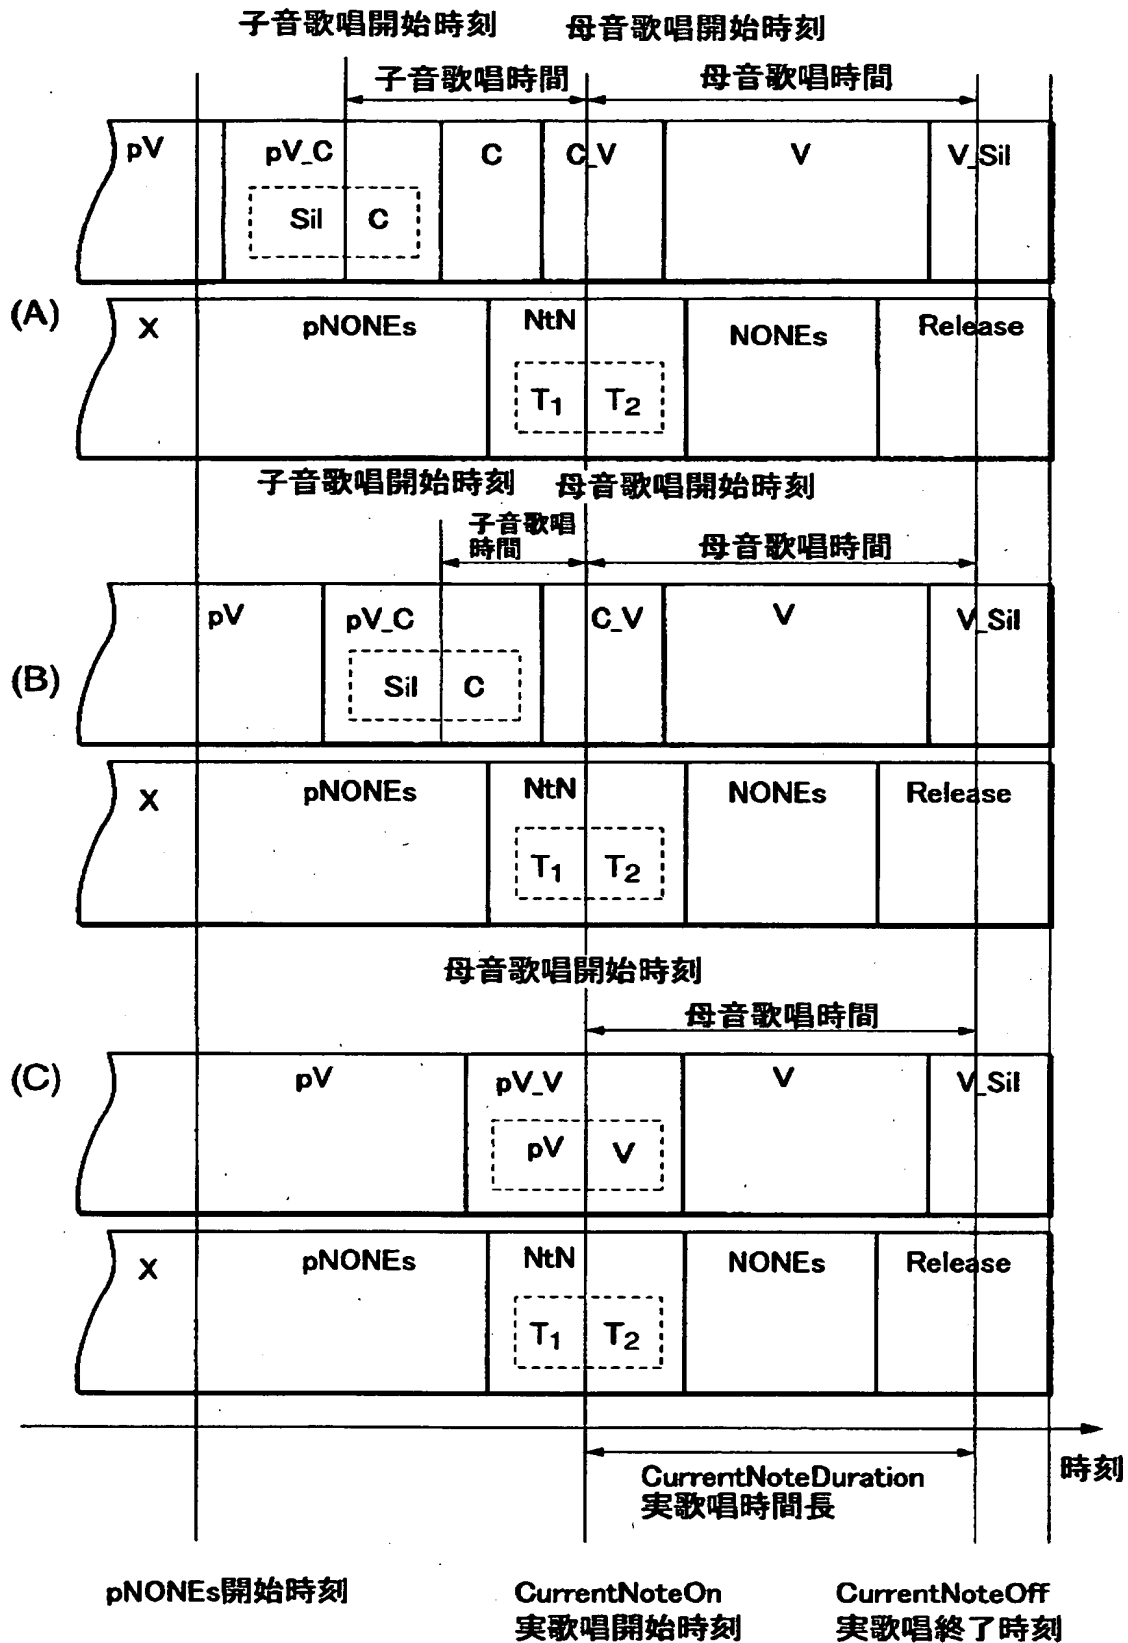 子音歌唱開始時刻 母音歌唱開始時刻
子音歌唱時間 母音歌唱時間
pV pV_C C C_V V V_Sil
Sil C
(A)
X pNONEs NtN NONEs Release
T1 T2
子音歌唱開始時刻 母音歌唱開始時刻
子音歌唱
時間
母音歌唱時間
pV pV_C C_V V V_Sil
(B)
Sil C
X pNONEs NtN NONEs Release
T1 T2
母音歌唱開始時刻
母音歌唱時間
(C)
pV pV_V V V_Sil
pV V
X pNONEs NtN NONEs Release
T1 T2
時刻
CurrentNoteDuration
実歌唱時間長
pNONEs開始時刻
CurrentNoteOn
実歌唱開始時刻
CurrentNoteOff
実歌唱終了時刻